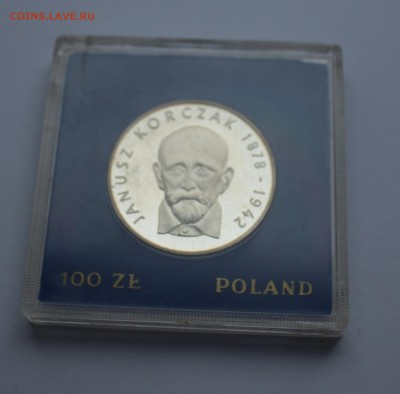 COINS.LAVE.RU
JANUSZ KORCZAK 1878-1942
100 ZŁ POLAND